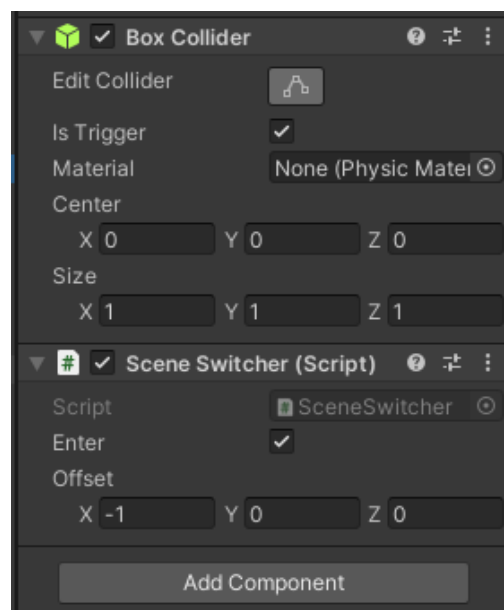 Box Collider
Edit Collider
Is Trigger
Material None (Physic Mater
Center
X 0 Y 0 Z 0
Size
X 1 Y 1 Z 1
# Scene Switcher (Script)
Script # SceneSwitcher
Enter
Offset
X -1 Y 0 Z 0
Add Component